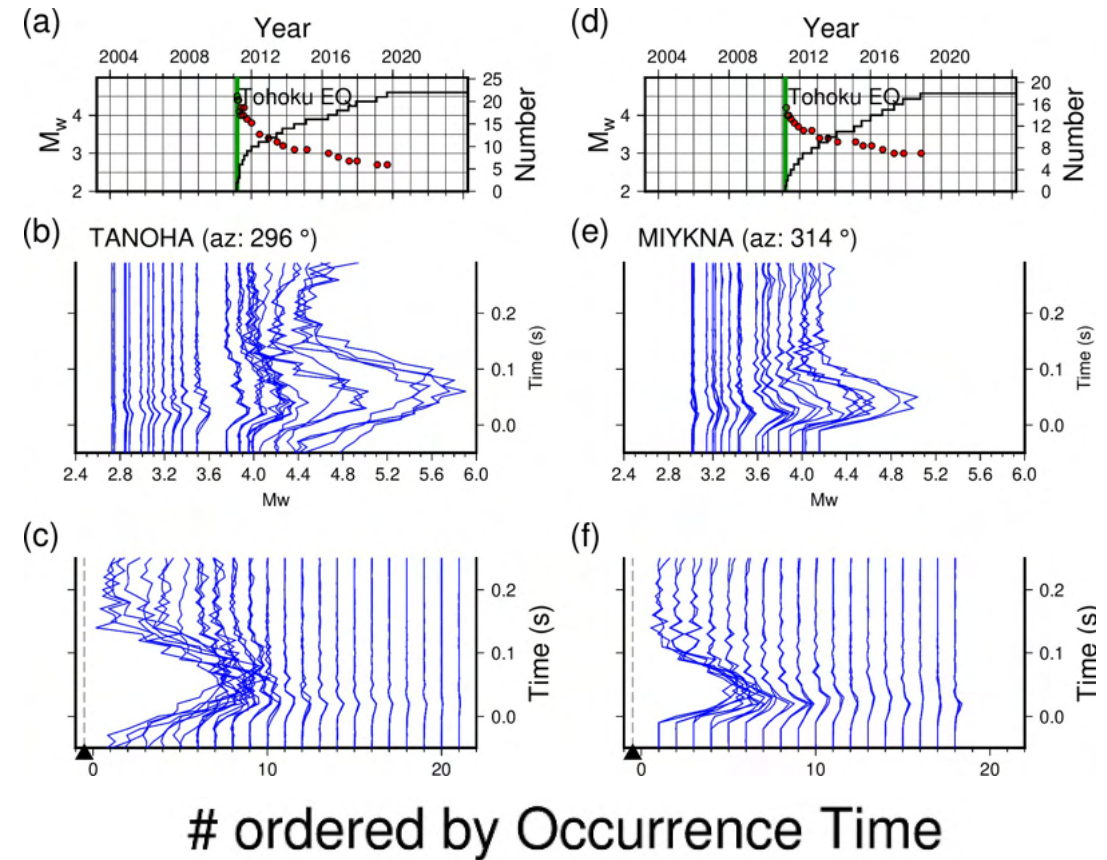 (a)
Year
2004 2008 2012 2016 2020
Tohoku EQ
Mw
4
3
2
25
20
15
10
5
0
Number
(d)
Year
2004 2008 2012 2016 2020
Tohoku EQ
Mw
4
3
2
20
16
12
8
4
0
Number
(b)
TANOHA (az: 296 °)
0.2
0.1
0.0
Time (s)
2.4 2.8 3.2 3.6 4.0 4.4 4.8 5.2 5.6 6.0
Mw
(e)
MIYKNA (az: 314 °)
0.2
0.1
0.0
Time (s)
2.4 2.8 3.2 3.6 4.0 4.4 4.8 5.2 5.6 6.0
Mw
(c)
0.2
0.1
0.0
Time (s)
0 10 20
(f)
0.2
0.1
0.0
Time (s)
0 10 20
# ordered by Occurrence Time